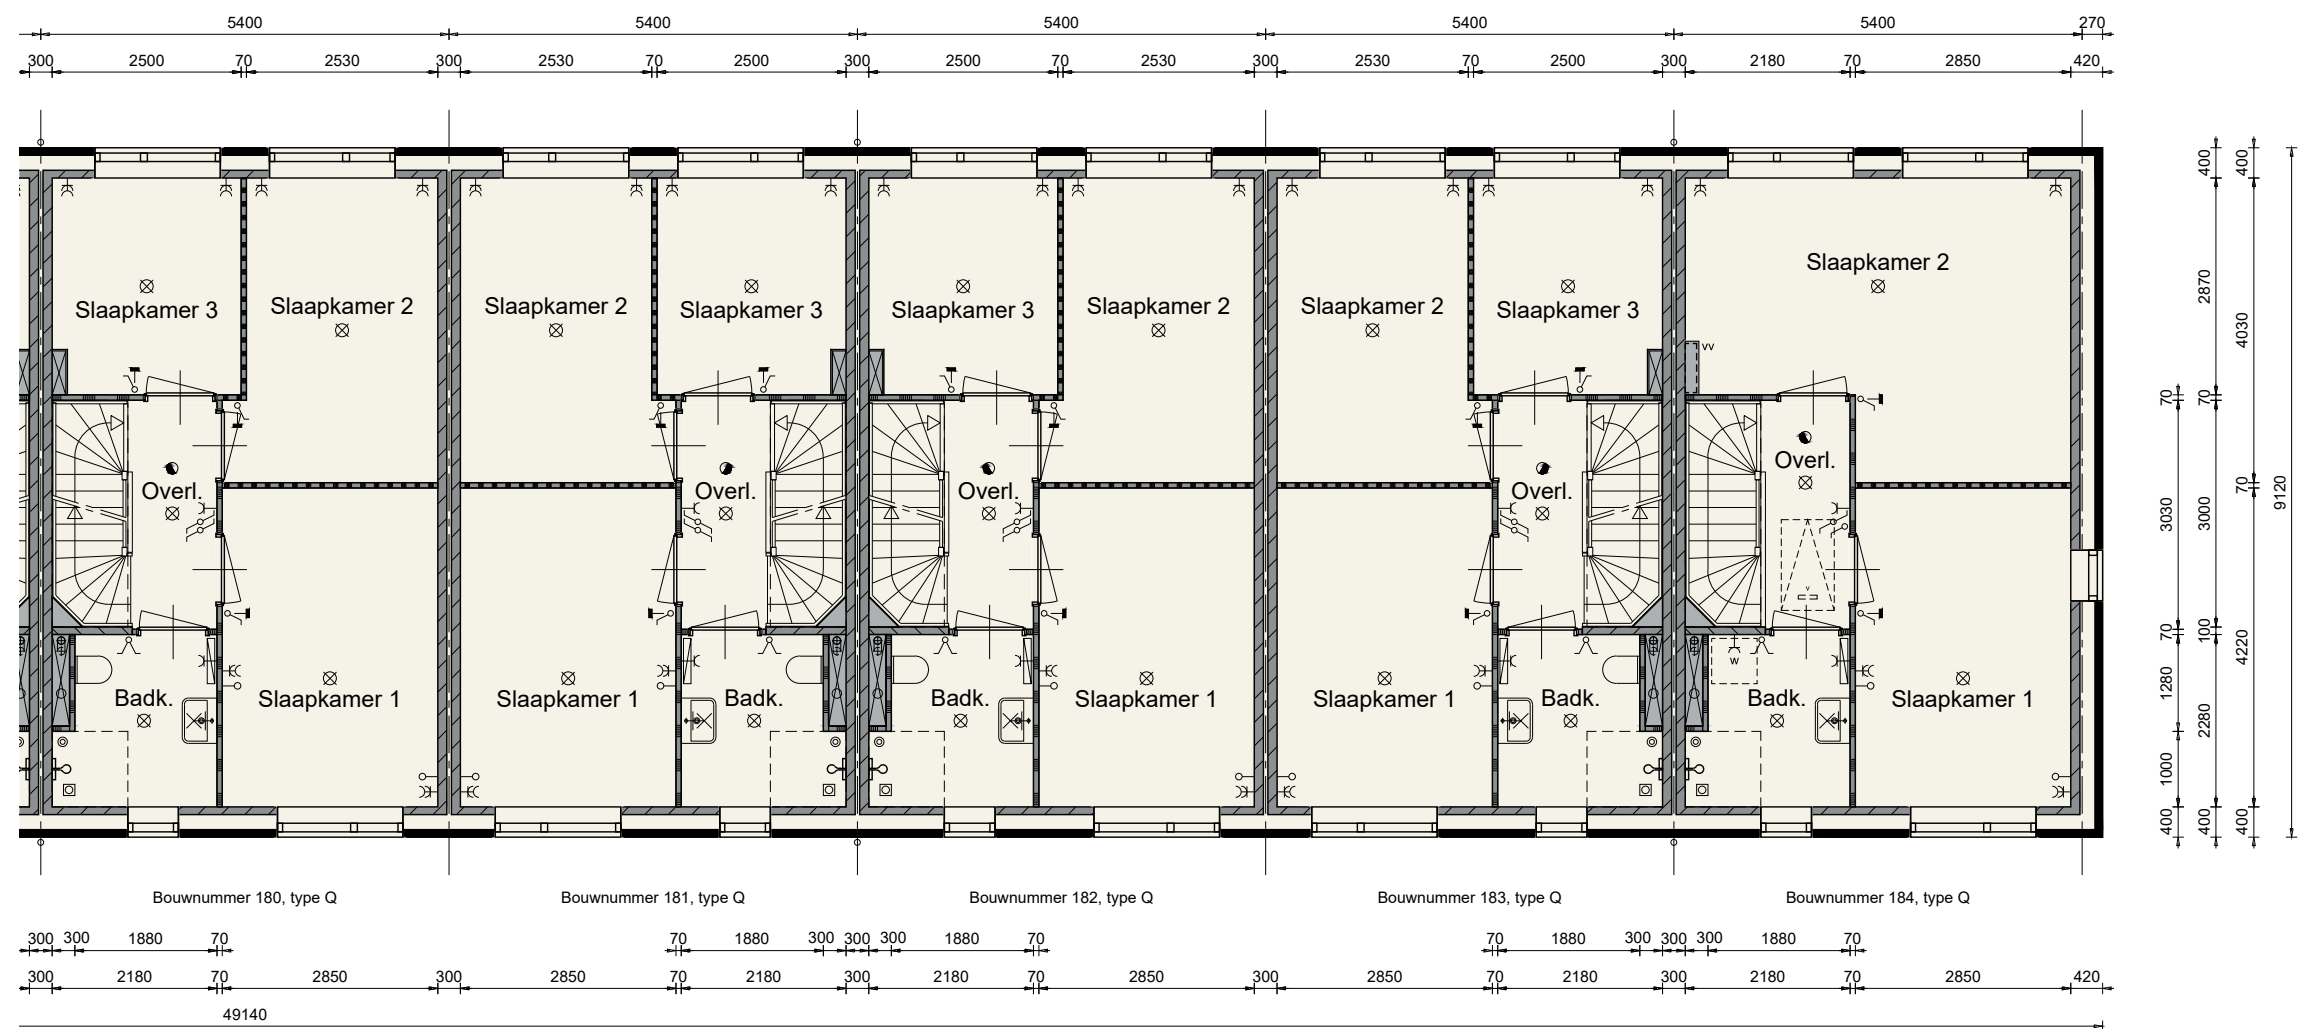 5400 5400 5400 5400 5400 270
300 2500 70 2530 300 2530 70 2500 300 2500 70 2530 300 2530 70 2500 300 2180 70 2850 420
400 400
Slaapkamer 3 Slaapkamer 2 Slaapkamer 2 Slaapkamer 3 Slaapkamer 3 Slaapkamer 2 Slaapkamer 2 Slaapkamer 3 Slaapkamer 2
2870 4030
vv
70 70
Overl. Overl. Overl. Overl. Overl.
70 9120
3030 3000
v
70 100 4220
w
Badk. Slaapkamer 1 Slaapkamer 1 Badk. Badk. Slaapkamer 1 Slaapkamer 1 Badk. Badk. Slaapkamer 1
1280 2280
1000
400 400 400
Bouwnummer 180, type Q Bouwnummer 181, type Q Bouwnummer 182, type Q Bouwnummer 183, type Q Bouwnummer 184, type Q
300 300 1880 70 70 1880 300 300 300 1880 70 70 1880 300 300 300 1880 70
300 2180 70 2850 300 2850 70 2180 300 2180 70 2850 300 2850 70 2180 300 2180 70 2850 420
49140